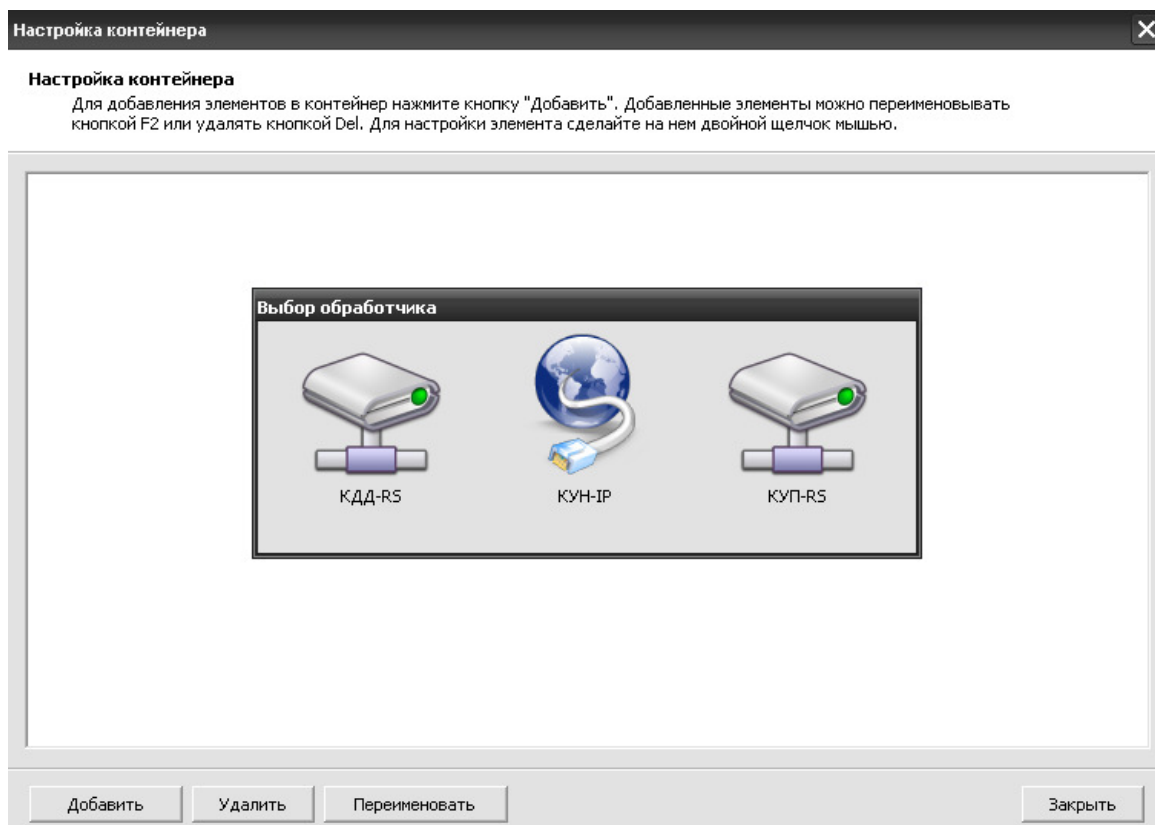 Настройка контейнера
Настройка контейнера
Для добавления элементов в контейнер нажмите кнопку "Добавить". Добавленные элементы можно переименовывать
кнопкой F2 или удалять кнопкой Del. Для настройки элемента сделайте на нем двойной щелчок мышью.
Выбор обработчика
КДД-RS
КУН-IP
КУП-RS
Добавить
Удалить
Переименовать
Закрыть